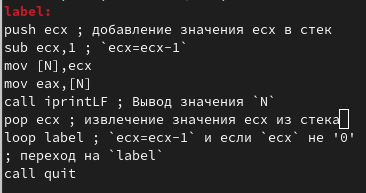 label:
push ecx ; добавление значения ecx в стек
sub ecx,1 ; `ecx=ecx-1`
mov [N],ecx
mov eax,[N]
call iprintLF ; Вывод значения `N`
pop ecx ; извлечение значения ecx из стека
loop label ; `ecx=ecx-1` и если `ecx` не '0'
; переход на `label`
call quit